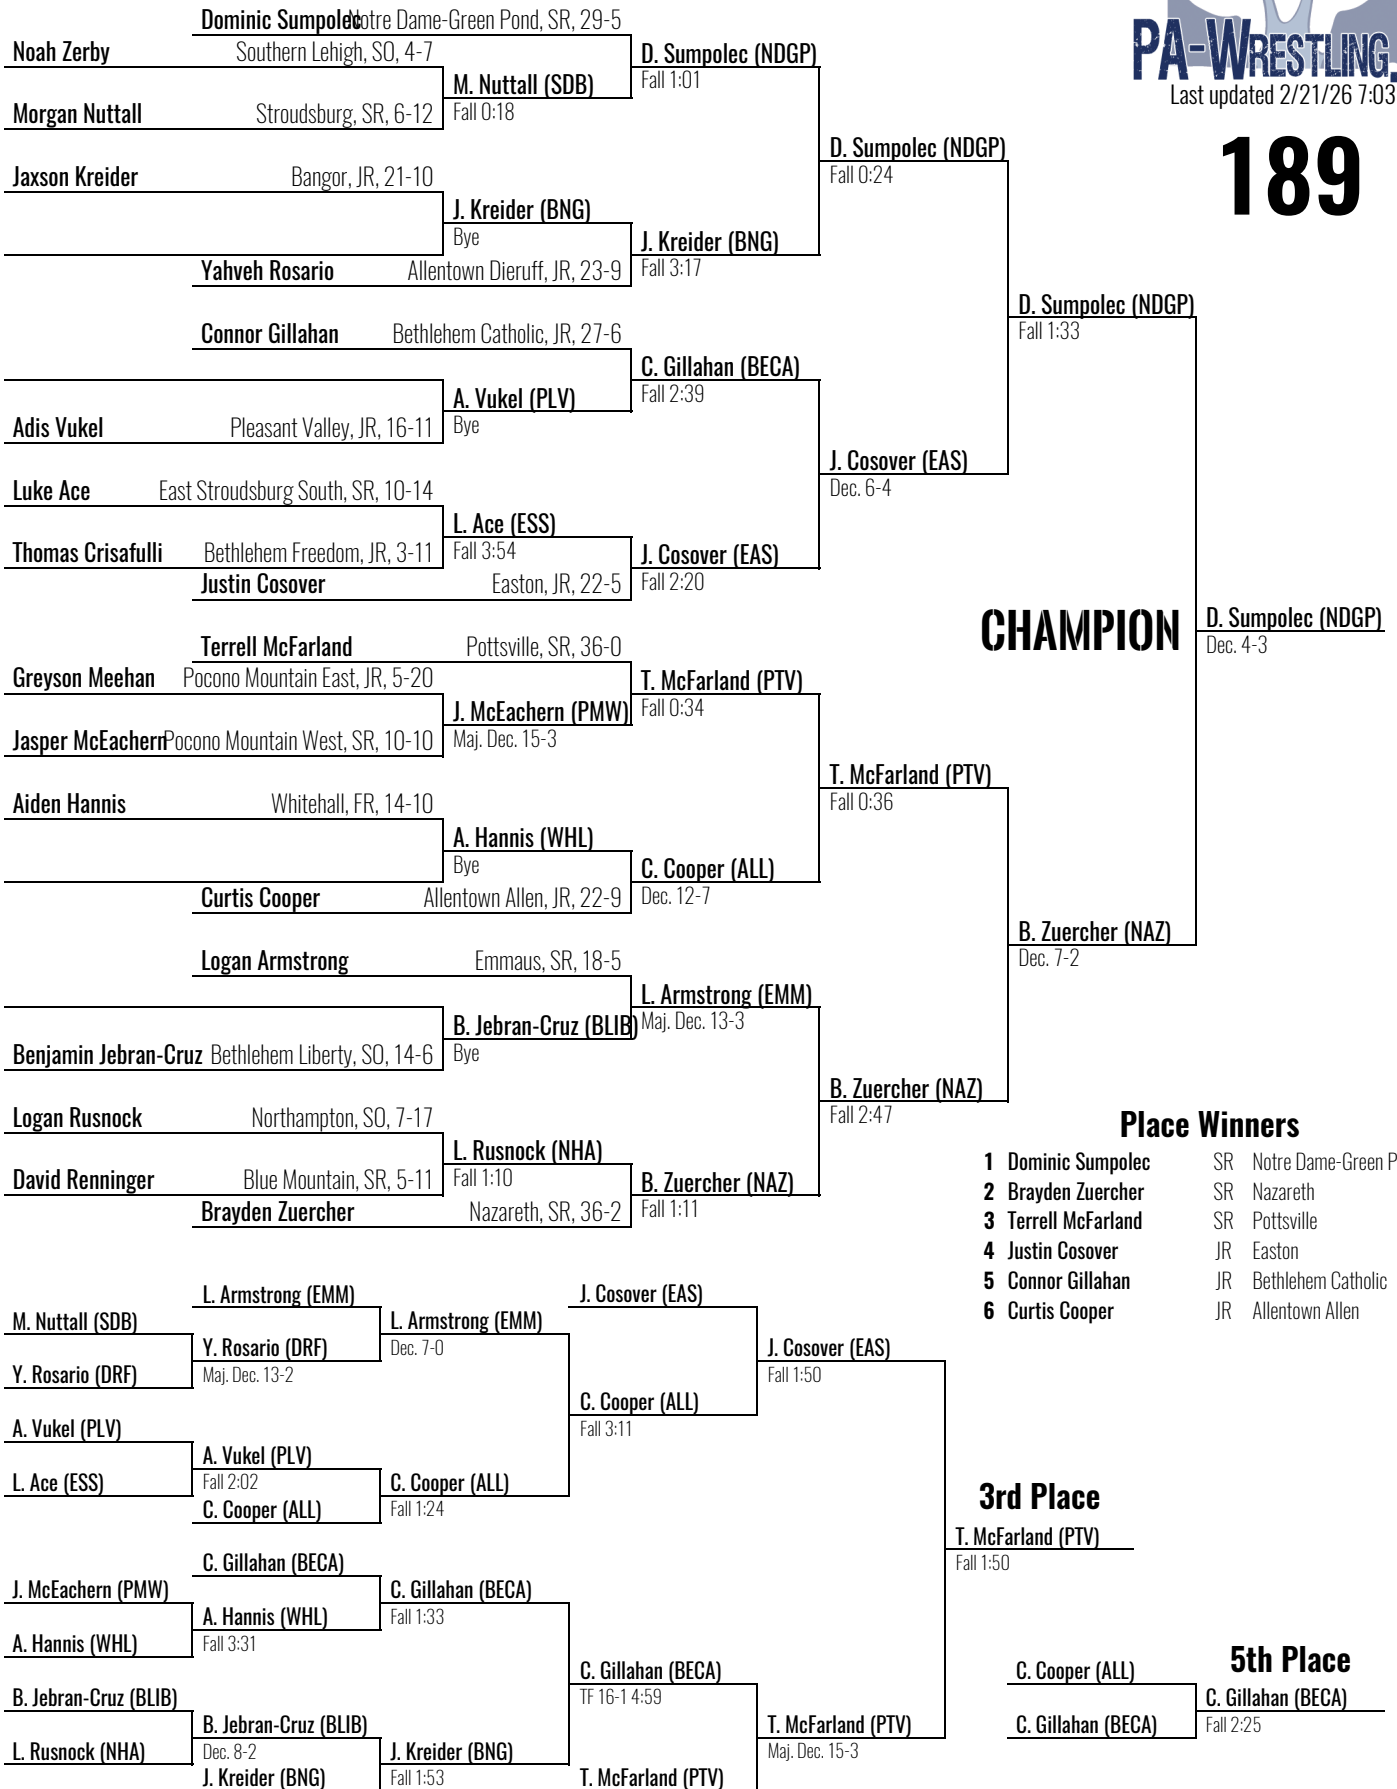 PA-WRESTLING.
Last updated 2/21/26 7:03
189
Dominic Sumpolec Notre Dame-Green Pond, SR, 29-5
Noah Zerby Southern Lehigh, SO, 4-7
D. Sumpolec (NDGP)
Fall 1:01
M. Nuttall (SDB)
Fall 0:18
Morgan Nuttall Stroudsburg, SR, 6-12
D. Sumpolec (NDGP)
Fall 0:24
Jaxson Kreider Bangor, JR, 21-10
J. Kreider (BNG)
Bye
J. Kreider (BNG)
Fall 3:17
Yahveh Rosario Allentown Dieruff, JR, 23-9
D. Sumpolec (NDGP)
Fall 1:33
Connor Gillahan Bethlehem Catholic, JR, 27-6
C. Gillahan (BECA)
Fall 2:39
A. Vukel (PLV)
Bye
Adis Vukel Pleasant Valley, JR, 16-11
J. Cosover (EAS)
Dec. 6-4
Luke Ace East Stroudsburg South, SR, 10-14
L. Ace (ESS)
Fall 3:54
Thomas Crisafulli Bethlehem Freedom, JR, 3-11
J. Cosover (EAS)
Fall 2:20
Justin Cosover Easton, JR, 22-5
CHAMPION
D. Sumpolec (NDGP)
Dec. 4-3
Terrell McFarland Pottsville, SR, 36-0
Greyson Meehan Pocono Mountain East, JR, 5-20
T. McFarland (PTV)
Fall 0:34
J. McEachern (PMW)
Maj. Dec. 15-3
Jasper McEachern Pocono Mountain West, SR, 10-10
T. McFarland (PTV)
Fall 0:36
Aiden Hannis Whitehall, FR, 14-10
A. Hannis (WHL)
Bye
C. Cooper (ALL)
Dec. 12-7
Curtis Cooper Allentown Allen, JR, 22-9
B. Zuercher (NAZ)
Dec. 7-2
Logan Armstrong Emmaus, SR, 18-5
L. Armstrong (EMM)
Maj. Dec. 13-3
B. Jebran-Cruz (BLIB)
Bye
Benjamin Jebran-Cruz Bethlehem Liberty, SO, 14-6
B. Zuercher (NAZ)
Fall 2:47
Logan Rusnock Northampton, SO, 7-17
L. Rusnock (NHA)
Fall 1:10
David Renninger Blue Mountain, SR, 5-11
B. Zuercher (NAZ)
Fall 1:11
Brayden Zuercher Nazareth, SR, 36-2
Place Winners
1 Dominic Sumpolec SR Notre Dame-Green P
2 Brayden Zuercher SR Nazareth
3 Terrell McFarland SR Pottsville
4 Justin Cosover JR Easton
5 Connor Gillahan JR Bethlehem Catholic
6 Curtis Cooper JR Allentown Allen
L. Armstrong (EMM)
M. Nuttall (SDB)
L. Armstrong (EMM)
Dec. 7-0
Y. Rosario (DRF)
Maj. Dec. 13-2
Y. Rosario (DRF)
J. Cosover (EAS)
J. Cosover (EAS)
Fall 1:50
C. Cooper (ALL)
Fall 3:11
A. Vukel (PLV)
A. Vukel (PLV)
Fall 2:02
L. Ace (ESS)
C. Cooper (ALL)
Fall 1:24
C. Cooper (ALL)
3rd Place
T. McFarland (PTV)
Fall 1:50
C. Gillahan (BECA)
J. McEachern (PMW)
C. Gillahan (BECA)
Fall 1:33
A. Hannis (WHL)
Fall 3:31
A. Hannis (WHL)
C. Gillahan (BECA)
TF 16-1 4:59
B. Jebran-Cruz (BLIB)
B. Jebran-Cruz (BLIB)
Dec. 8-2
L. Rusnock (NHA)
J. Kreider (BNG)
Fall 1:53
J. Kreider (BNG)
T. McFarland (PTV)
Maj. Dec. 15-3
T. McFarland (PTV)
5th Place
C. Cooper (ALL)
C. Gillahan (BECA)
Fall 2:25
C. Gillahan (BECA)